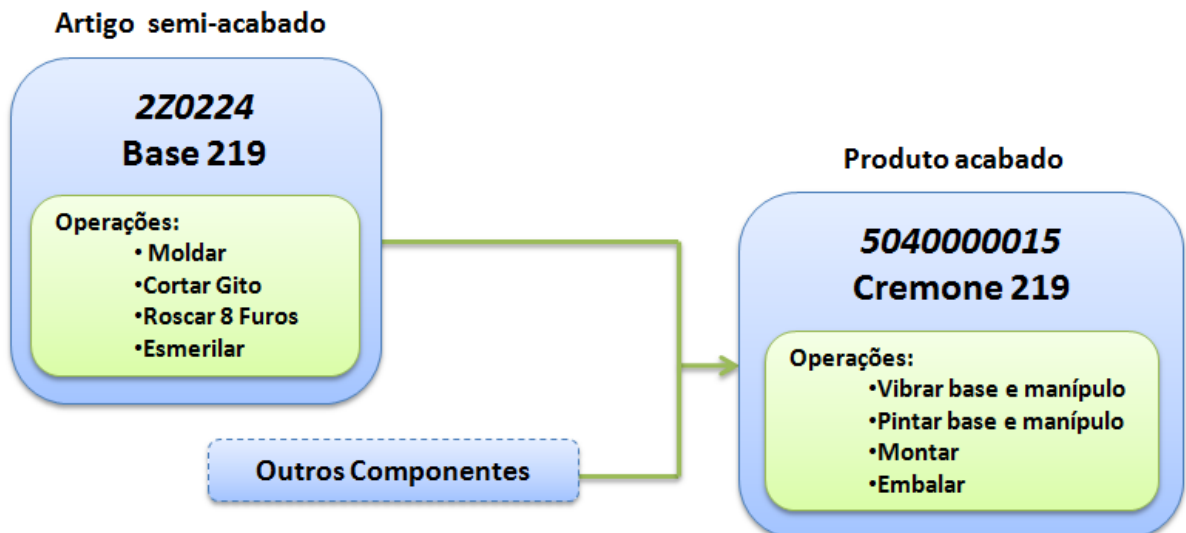 Artigo semi-acabado
2Z0224
Base 219
Operações:
• Moldar
•Cortar Gito
•Roscar 8 Furos
•Esmerilar
Outros Componentes
Produto acabado
5040000015
Cremone 219
Operações:
•Vibrar base e manípulo
•Pintar base e manípulo
•Montar
•Embalar